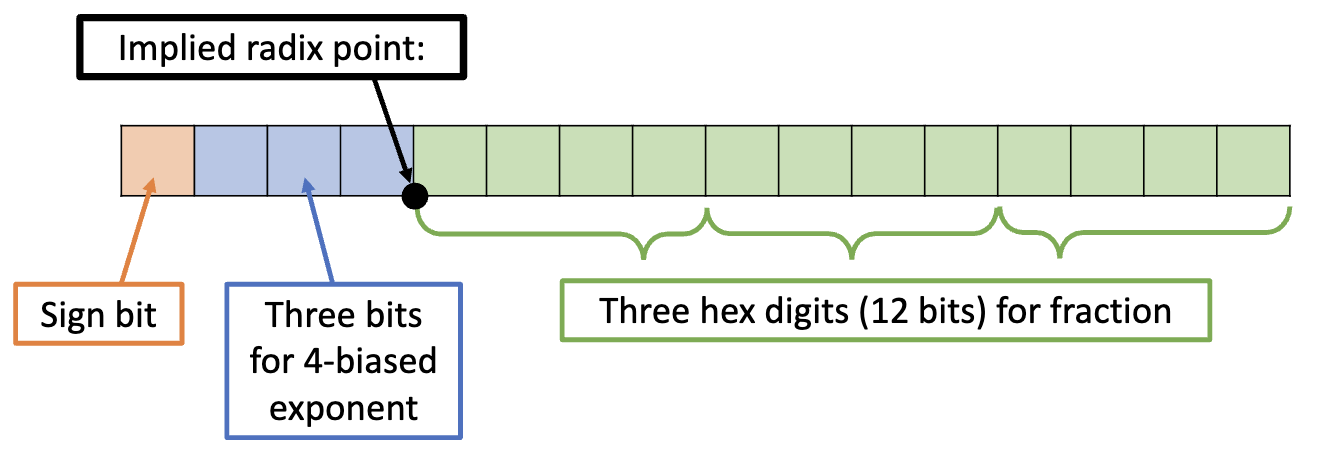 Implied radix point:
Sign bit
Three bits
for 4-biased
exponent
Three hex digits (12 bits) for fraction